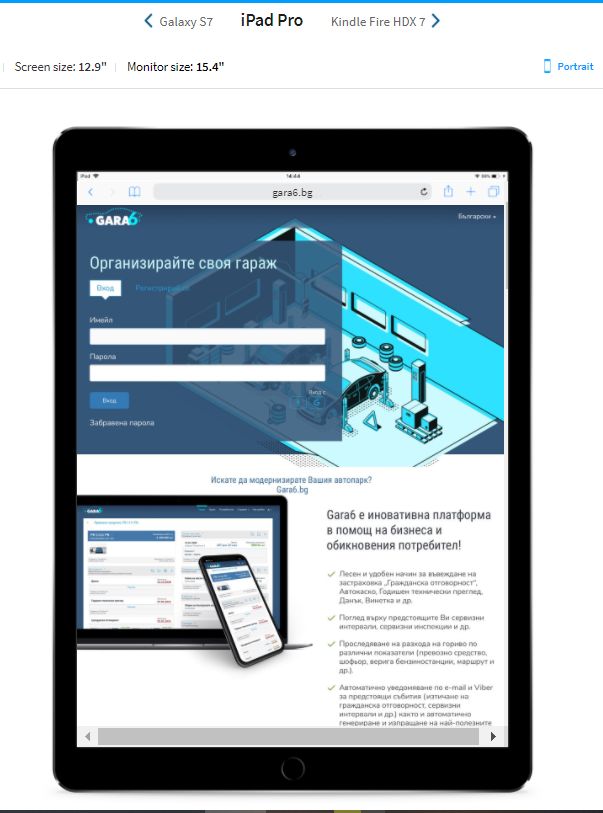 Galaxy S7 iPad Pro Kindle Fire HDX 7
Screen size: 12.9" Monitor size: 15.4" Portrait
iPad 14:44
gara6.bg
GARA6 Български
Организирайте своя гараж
Вход Регистрирай се
Имейл
Парола
Вход с
Вход
Забравена парола
Искате да модернизирате Вашия автопарк?
Gara6.bg
Gara6 е иновативна платформа
в помощ на бизнеса и
обикновения потребител!
Лесен и удобен начин за въвеждане на
застраховка „Гражданска отговорност",
Автокаско, Годишен технически преглед,
Данък, Винетка и др.
Поглед върху предстоящите Ви сервизни
интервали, сервизни инспекции и др.
Проследяване на разхода на гориво по
различни показатели (превозно средство,
шофьор, верига бензиностанции, маршрут и
др.).
Автоматично уведомяване по e-mail и Viber
за предстоящи събития (изтичане на
гражданска отговорност, сервизни
интервали и др.) както и автоматично
генериране и изпращане на най-полезните